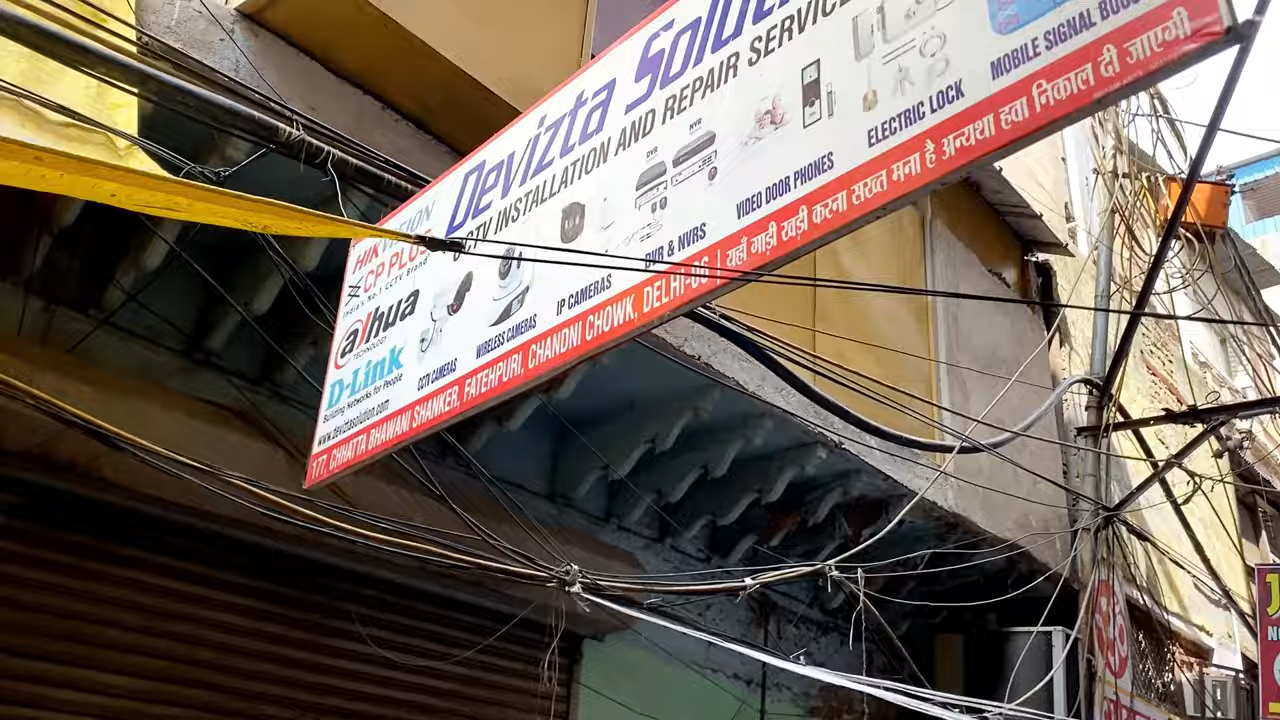 Devizta Solut
CCTV INSTALLATION AND REPAIR SERVICE
HIKVISION
CP PLUS
India's No.1 CCTV Brand
alhua
TECHNOLOGY
D-Link
Building Networks for People
www.deviztasolution.com
CCTV CAMERAS
WIRELESS CAMERAS
IP CAMERAS
DVR
NVR
DVR & NVRS
VIDEO DOOR PHONES
ELECTRIC LOCK
MOBILE SIGNAL BOOS
177, CHHATTA BHAWANI SHANKER, FATEHPURI, CHANDNI CHOWK, DELHI-06 | यहाँ गाड़ी खड़ी करना सख्त मना है अन्यथा हवा निकाल दी जाएगी